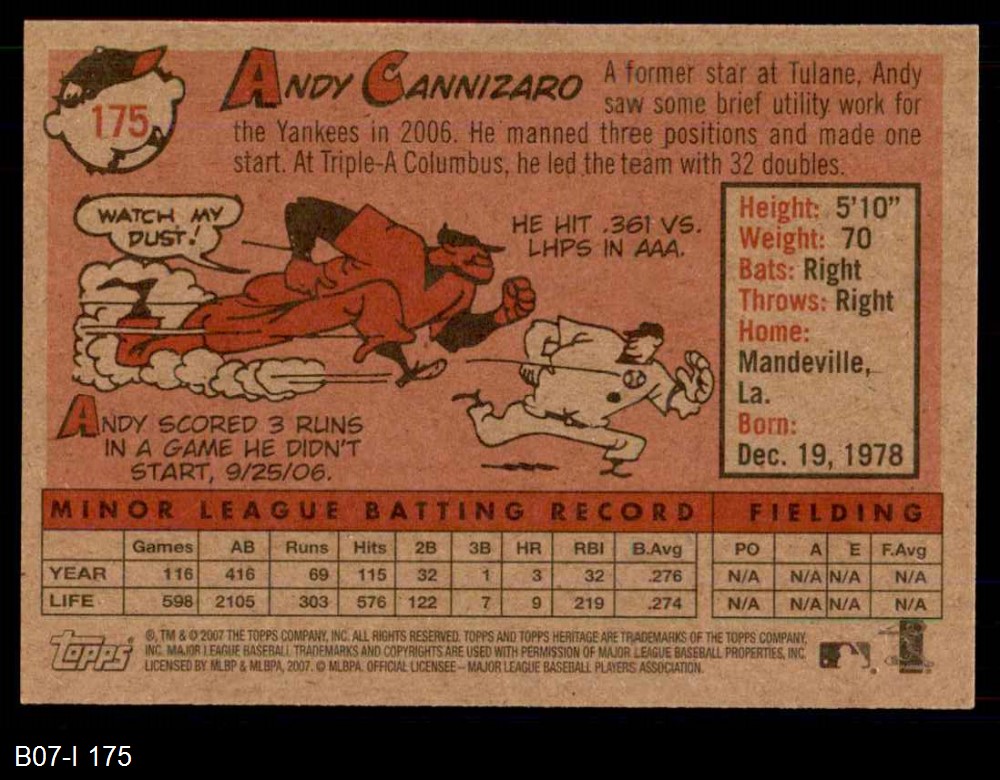 175
ANDY CANNIZARO
A former star at Tulane, Andy
saw some brief utility work for
the Yankees in 2006. He manned three positions and made one
start. At Triple-A Columbus, he led the team with 32 doubles.
WATCH MY
DUST!
HE HIT .361 VS.
LHPS IN AAA.
ANDY SCORED 3 RUNS
IN A GAME HE DIDN'T
START, 9/25/06.
Height: 5'10"
Weight: 70
Bats: Right
Throws: Right
Home:
Mandeville,
La.
Born:
Dec. 19, 1978
MINOR LEAGUE BATTING RECORD FIELDING
Games AB Runs Hits 2B 3B HR RBI B.Avg PO A E F.Avg
YEAR 116 416 69 115 32 1 3 32 .276 N/A N/A N/A N/A
LIFE 598 2105 303 576 122 7 9 219 .274 N/A N/A N/A N/A
topps
®, TM & © 2007 THE TOPPS COMPANY, INC. ALL RIGHTS RESERVED. TOPPS AND TOPPS HERITAGE ARE TRADEMARKS OF THE TOPPS COMPANY,
INC. MAJOR LEAGUE BASEBALL TRADEMARKS AND COPYRIGHTS ARE USED WITH PERMISSION OF MAJOR LEAGUE BASEBALL PROPERTIES, INC.
LICENSED BY MLBP & MLBPA, 2007. © MLBPA. OFFICIAL LICENSEE – MAJOR LEAGUE BASEBALL PLAYERS ASSOCIATION.
B07-I 175